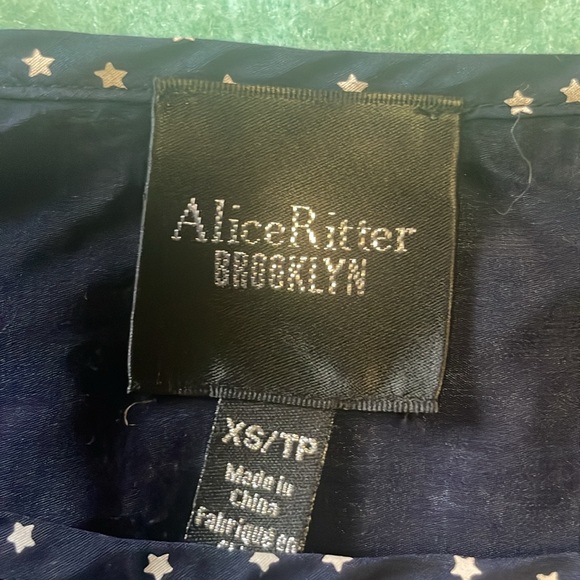 AliceRitter
BROOKLYN
XS/TP
Made in
China
Fabriqué en